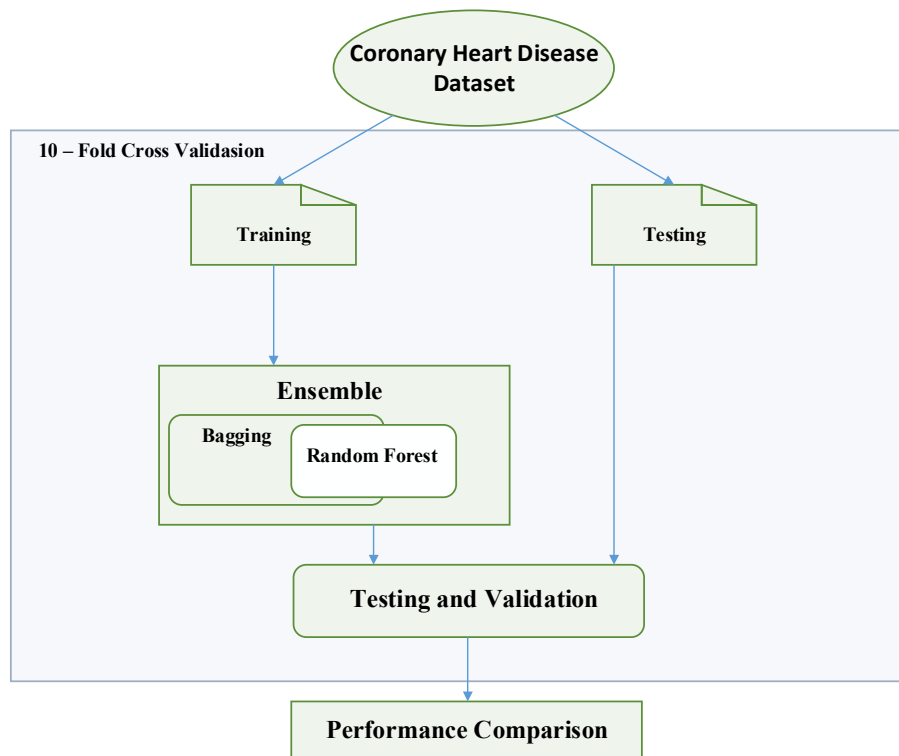 Coronary Heart Disease
Dataset
10 – Fold Cross Validasion
Training
Testing
Ensemble
Bagging
Random Forest
Testing and Validation
Performance Comparison